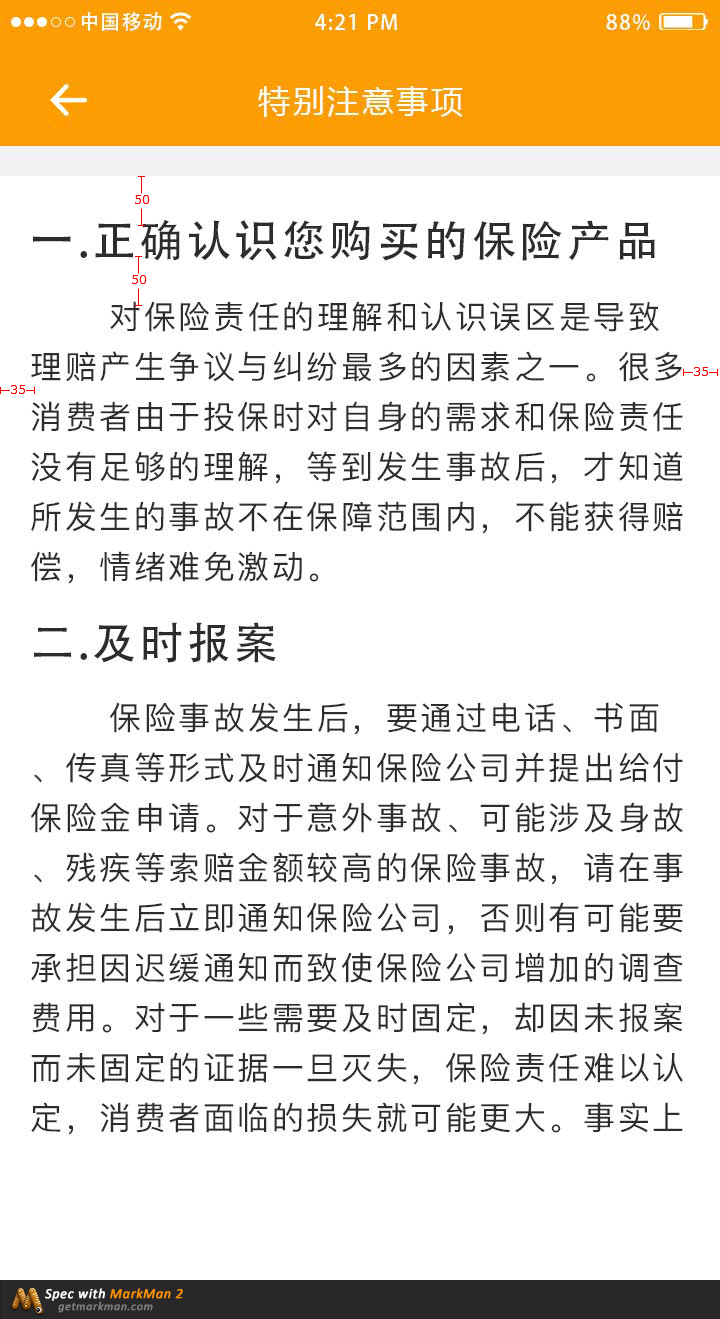 中国移动 4:21 PM 88%
特别注意事项
50
一.正确认识您购买的保险产品
50
对保险责任的理解和认识误区是导致
理赔产生争议与纠纷最多的因素之一。很多
35
35
消费者由于投保时对自身的需求和保险责任
没有足够的理解，等到发生事故后，才知道
所发生的事故不在保障范围内，不能获得赔
偿，情绪难免激动。
二.及时报案
保险事故发生后，要通过电话、书面
、传真等形式及时通知保险公司并提出给付
保险金申请。对于意外事故、可能涉及身故
、残疾等索赔金额较高的保险事故，请在事
故发生后立即通知保险公司，否则有可能要
承担因迟缓通知而致使保险公司增加的调查
费用。对于一些需要及时固定，却因未报案
而未固定的证据一旦灭失，保险责任难以认
定，消费者面临的损失就可能更大。事实上
Spec with MarkMan 2
getmarkman.com